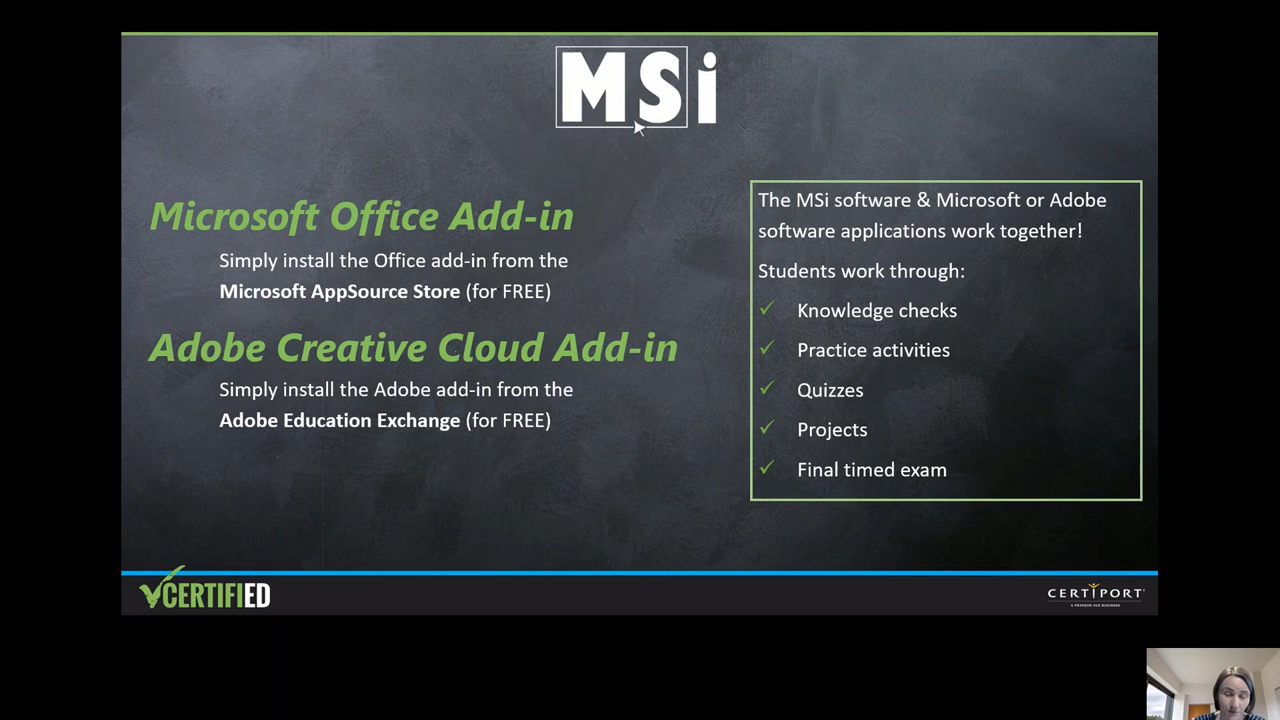 MSi
Microsoft Office Add-in
Simply install the Office add-in from the
Microsoft AppSource Store (for FREE)
Adobe Creative Cloud Add-in
Simply install the Adobe add-in from the
Adobe Education Exchange (for FREE)
The MSi software & Microsoft or Adobe
software applications work together!
Students work through:
Knowledge checks
Practice activities
Quizzes
Projects
Final timed exam
CERTIFIED
CERTIPORT
A PEARSON VUE BUSINESS